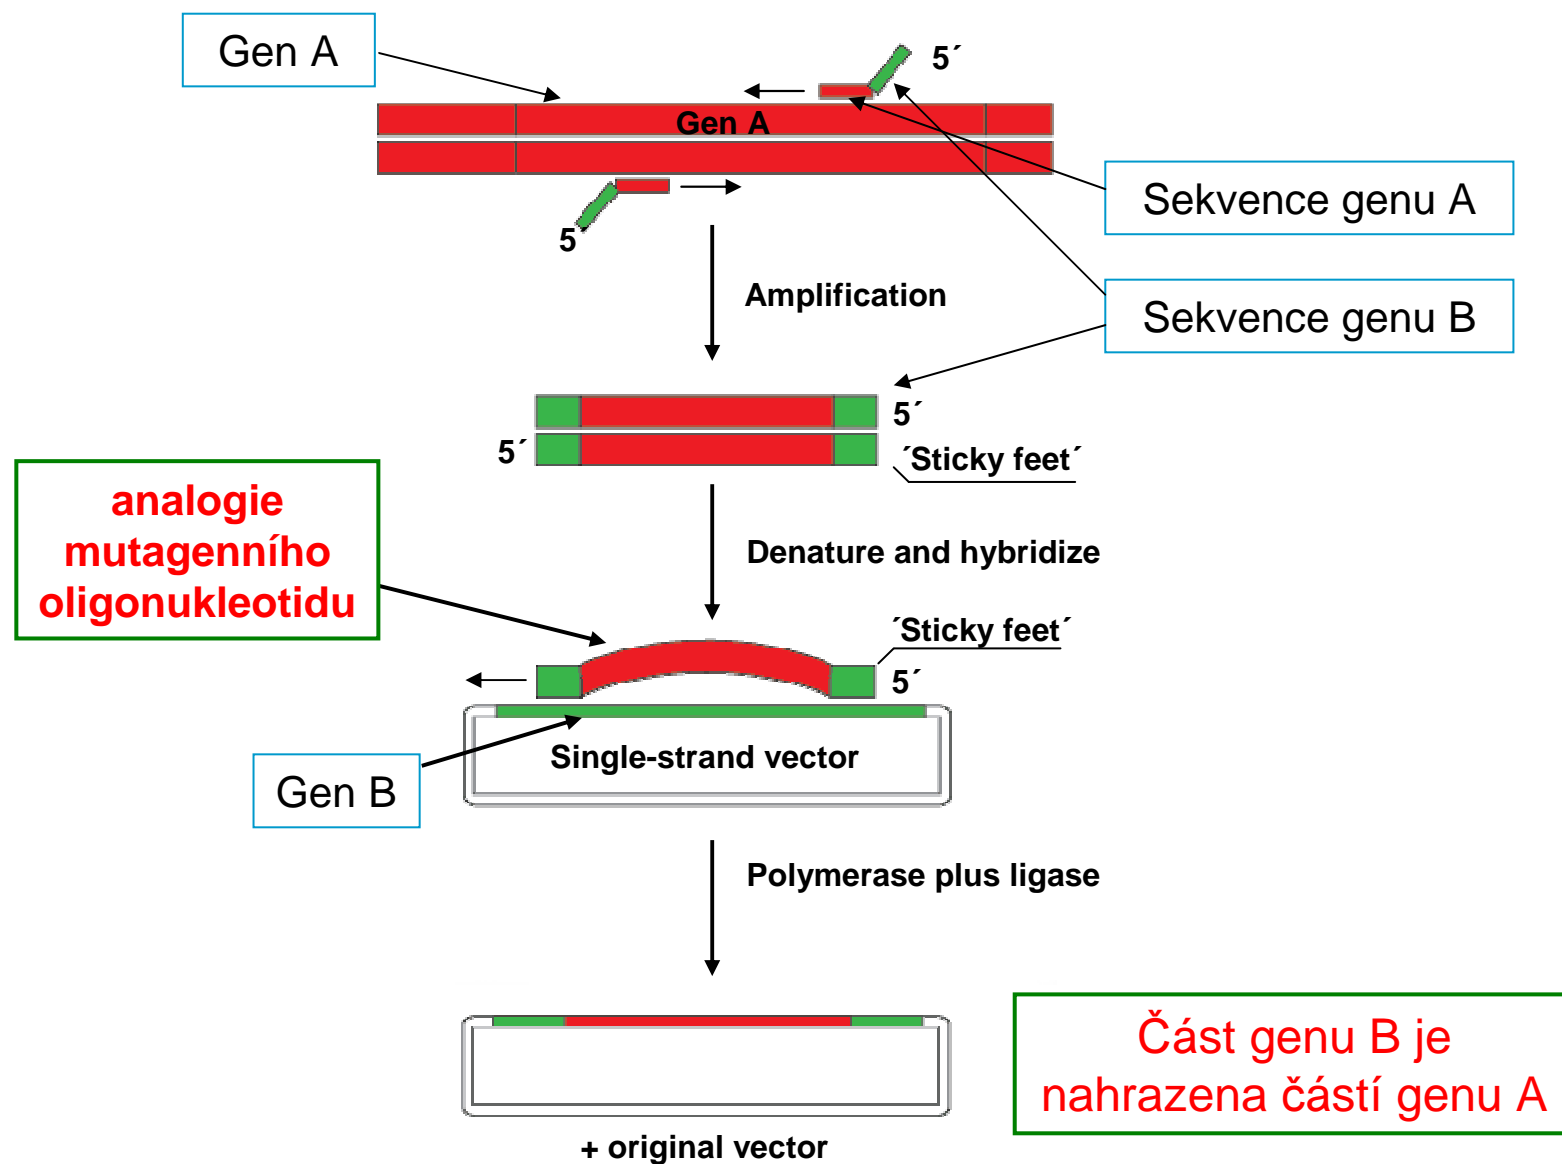 Gen A
5´
Gen A
Sekvence genu A
5
Amplification
Sekvence genu B
5´
5´
´Sticky feet´
analogie
mutagenního
oligonukleotidu
Denature and hybridize
´Sticky feet´
5´
Single-strand vector
Gen B
Polymerase plus ligase
Část genu B je
nahrazena částí genu A
+ original vector